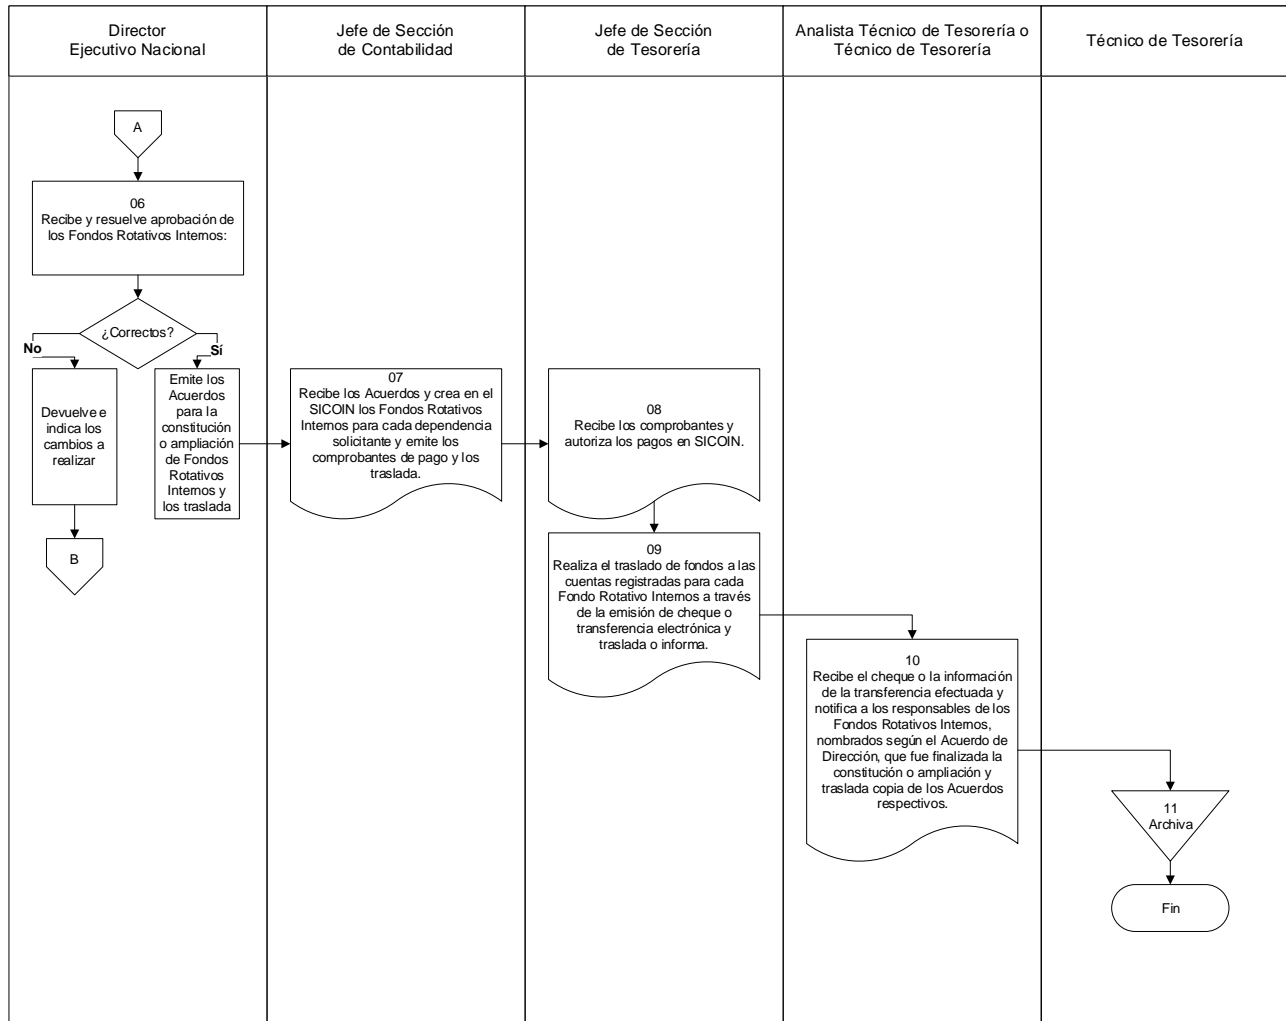 Director
Ejecutivo Nacional
Jefe de Sección
de Contabilidad
Jefe de Sección
de Tesorería
Analista Técnico de Tesorería o
Técnico de Tesorería
Técnico de Tesorería
A
06
Recibe y resuelve aprobación de
los Fondos Rotativos Internos:
¿Correctos?
No
Sí
Devuelve e
indica los
cambios a
realizar
B
Emite los
Acuerdos
para la
constitución
o ampliación
de Fondos
Rotativos
Internos y
los traslada
07
Recibe los Acuerdos y crea en el
SICOIN los Fondos Rotativos
Internos para cada dependencia
solicitante y emite los
comprobantes de pago y los
traslada.
08
Recibe los comprobantes y
autoriza los pagos en SICOIN.
09
Realiza el traslado de fondos a las
cuentas registradas para cada
Fondo Rotativo Internos a través
de la emisión de cheque o
transferencia electrónica y
traslada o informa.
10
Recibe el cheque o la información
de la transferencia efectuada y
notifica a los responsables de los
Fondos Rotativos Internos,
nombrados según el Acuerdo de
Dirección, que fue finalizada la
constitución o ampliación y
traslada copia de los Acuerdos
respectivos.
11
Archiva
Fin